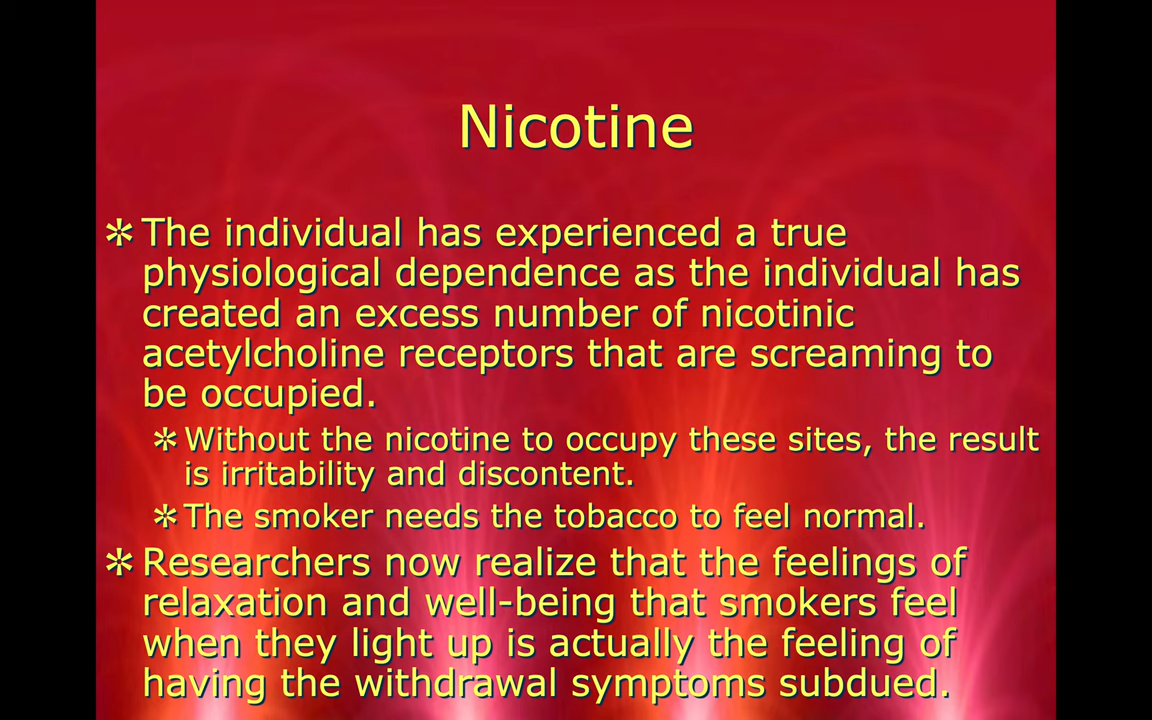 Nicotine
✲ The individual has experienced a true
physiological dependence as the individual has
created an excess number of nicotinic
acetylcholine receptors that are screaming to
be occupied.
✲ Without the nicotine to occupy these sites, the result
is irritability and discontent.
✲ The smoker needs the tobacco to feel normal.
✲ Researchers now realize that the feelings of
relaxation and well-being that smokers feel
when they light up is actually the feeling of
having the withdrawal symptoms subdued.